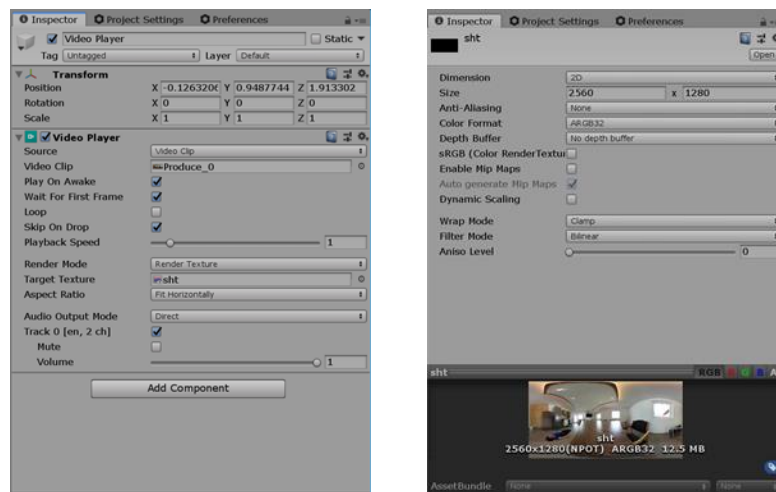 Inspector Project Settings Preferences
Video Player Static
Tag Untagged Layer Default
Transform
Position X -0.1263206 Y 0.9487744 Z 1.913302
Rotation X 0 Y 0 Z 0
Scale X 1 Y 1 Z 1
Video Player
Source Video Clip
Video Clip Produce_0
Play On Awake
Wait For First Frame
Loop
Skip On Drop
Playback Speed 1
Render Mode Render Texture
Target Texture sht
Aspect Ratio Fit Horizontally
Audio Output Mode Direct
Track 0 [en, 2 ch]
Mute
Volume 1
Add Component
Inspector Project Settings Preferences
sht
Open
Dimension 2D
Size 2560 x 1280
Anti-Aliasing None
Color Format ARGB32
Depth Buffer No depth buffer
sRGB (Color RenderTextur
Enable Mip Maps
Auto generate Mip Maps
Dynamic Scaling
Wrap Mode Clamp
Filter Mode Bilinear
Aniso Level 0
sht RGB R G B A
sht
2560x1280(NPOT) ARGB32 12.5 MB
AssetBundle None None